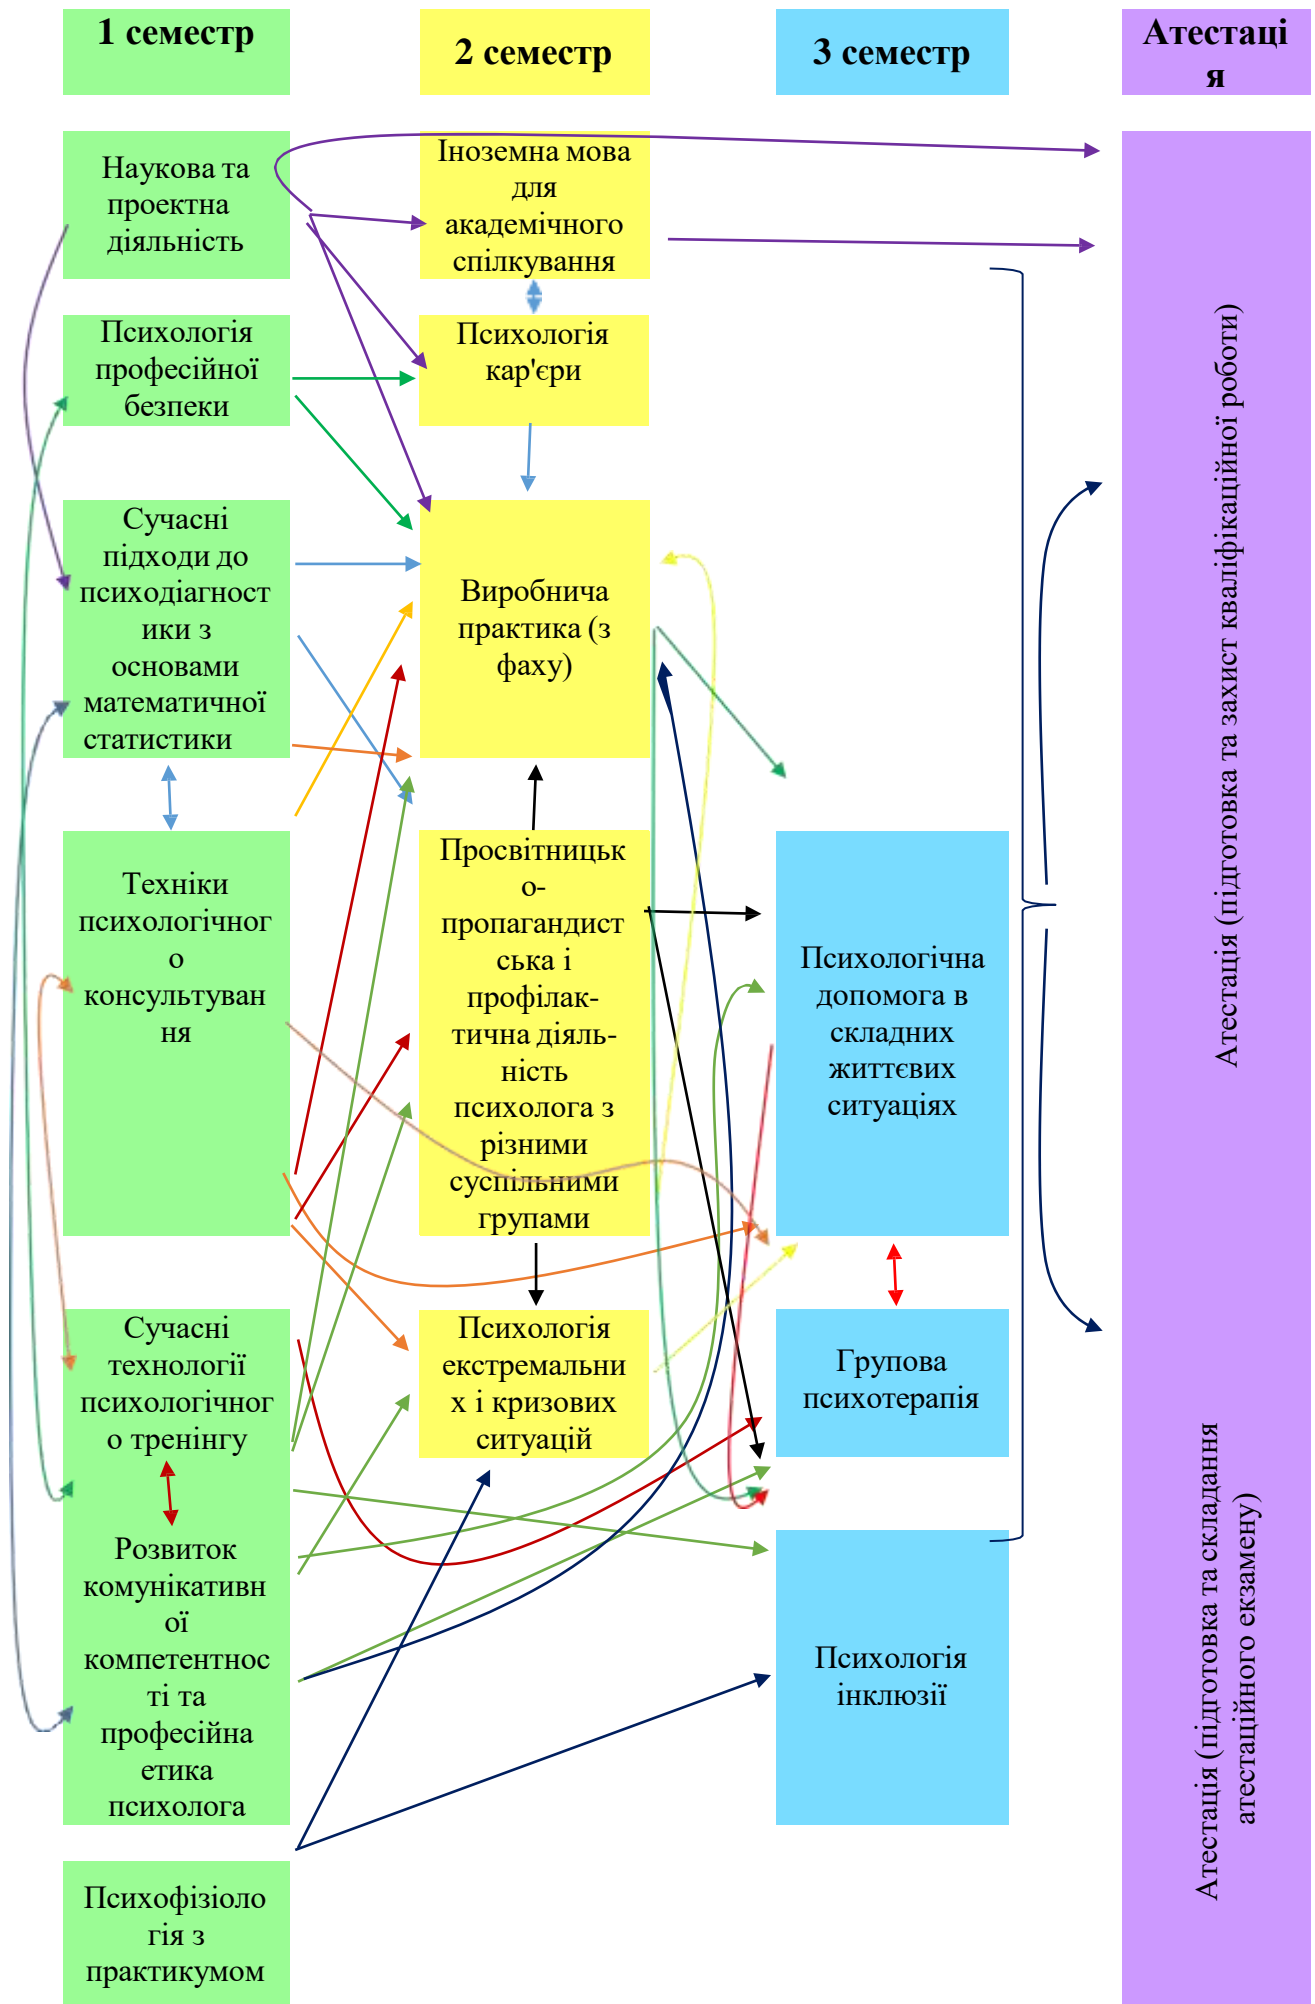 1 семестр
2 семестр
3 семестр
Атестаці
я
Наукова та
проектна
діяльність
Психологія
професійної
безпеки
Сучасні
підходи до
психодіагност
ики з
основами
математичної
статистики
Техніки
психологічног
о
консультуван
ня
Сучасні
технології
психологічног
о тренінгу
Розвиток
комунікативн
ої
компетентнос
ті та
професійна
етика
психолога
Психофізіоло
гія з
практикумом
Іноземна мова
для
академічного
спілкування
Психологія
кар'єри
Виробнича
практика (з
фаху)
Просвітницьк
о-
пропагандист
ська і
профілак-
тична діяль-
ність
психолога з
різними
суспільними
групами
Психологія
екстремальни
х і кризових
ситуацій
Психологічна
допомога в
складних
життєвих
ситуаціях
Групова
психотерапія
Психологія
інклюзії
Атестація (підготовка та захист кваліфікаційної роботи)
Атестація (підготовка та складання
атестаційного екзамену)